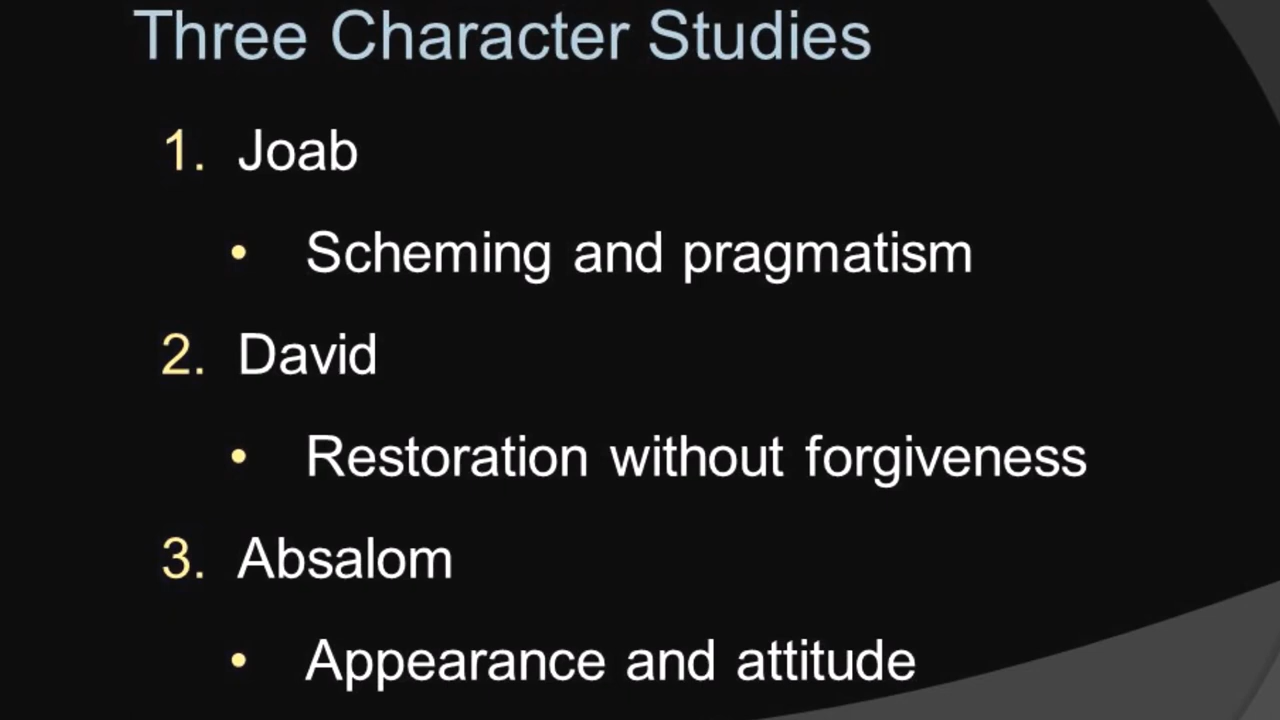 Three Character Studies
1. Joab
• Scheming and pragmatism
2. David
• Restoration without forgiveness
3. Absalom
• Appearance and attitude